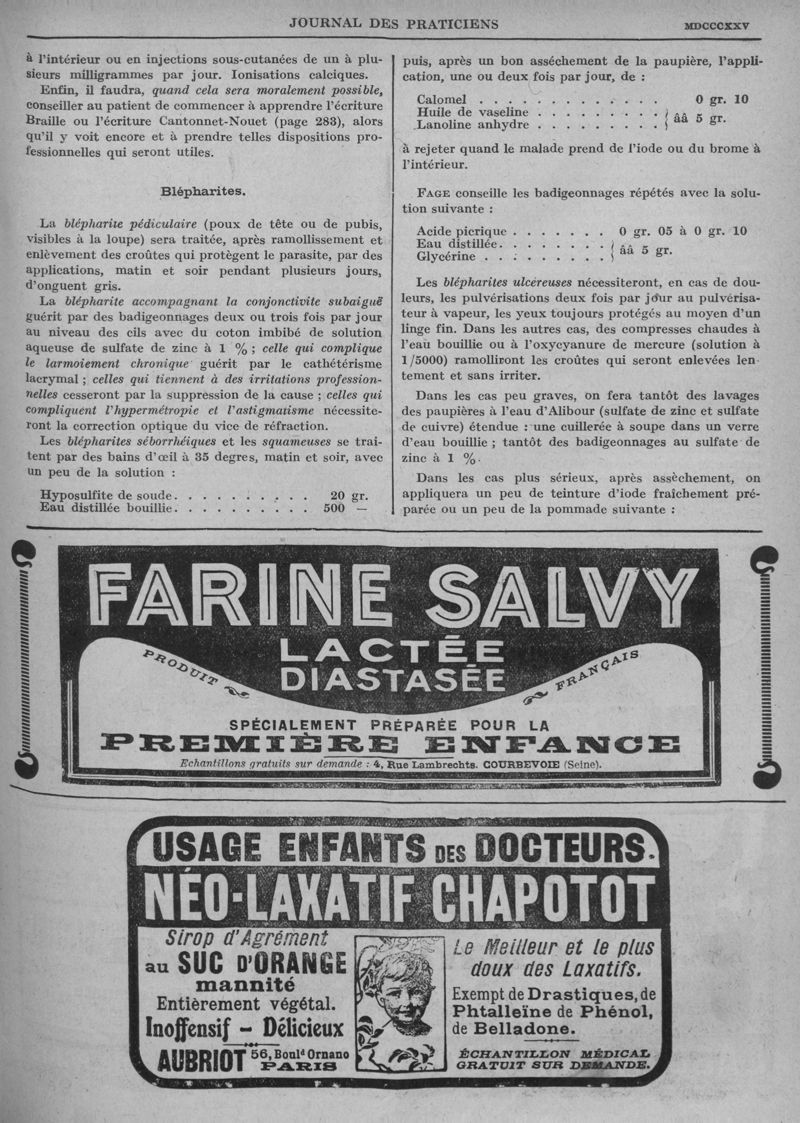 JOURNAL DES PRATICIENS
MDCCCXXV
à l'intérieur ou en injections sous-cutanées de un à plu-
sieurs milligrammes par jour. Ionisations calciques.
Enfin, il faudra, quand cela sera moralement possible,
conseiller au patient de commencer à apprendre l'écriture
Braille ou l'écriture Cantonnet-Nouet (page 283), alors
qu'il y voit encore et à prendre telles dispositions pro-
fessionnelles qui seront utiles.
Blépharites.
La blépharite pédiculaire (poux de tête ou de pubis,
visibles à la loupe) sera traitée, après ramollissement et
enlèvement des croûtes qui protègent le parasite, par des
applications, matin et soir pendant plusieurs jours,
d'onguent gris.
La blépharite accompagnant la conjonctivite subaiguë
guérit par des badigeonnages deux ou trois fois par jour
au niveau des cils avec du coton imbibé de solution
aqueuse de sulfate de zinc à 1 % ; celle qui complique
le larmoiement chronique guérit par le cathétérisme
lacrymal ; celles qui tiennent à des irritations profession-
nelles cesseront par la suppression de la cause ; celles qui
compliquent l'hypermétropie et l'astigmatisme nécessite-
ront la correction optique du vice de réfraction.
Les blépharites séborrhéiques et les squameuses se trai-
tent par des bains d'œil à 35 degres, matin et soir, avec
un peu de la solution :
Hyposulfite de soude. . . . . . . . . . 20 gr.
Eau distillée bouillie. . . . . . . . . . 500 —
puis, après un bon asséchement de la paupière, l'appli-
cation, une ou deux fois par jour, de :
Calomel . . . . . . . . . . . . . 0 gr. 10
Huile de vaseline . . . . . . . . . }
Lanoline anhydre . . . . . . . . . } ââ 5 gr.
à rejeter quand le malade prend de l'iode ou du brome à
l'intérieur.
FAGE conseille les badigeonnages répétés avec la solu-
tion suivante :
Acide picrique . . . . . . . 0 gr. 05 à 0 gr. 10
Eau distillée. . . . . . . . {
Glycérine . . . . . . . . . { ââ 5 gr.
Les blépharites ulcéreuses nécessiteront, en cas de dou-
leurs, les pulvérisations deux fois par jour au pulvérisa-
teur à vapeur, les yeux toujours protégés au moyen d'un
linge fin. Dans les autres cas, des compresses chaudes à
l'eau bouillie ou à l'oxycyanure de mercure (solution à
1/5000) ramolliront les croûtes qui seront enlevées len-
tement et sans irriter.
Dans les cas peu graves, on fera tantôt des lavages
des paupières à l'eau d'Alibour (sulfate de zinc et sulfate
de cuivre) étendue : une cuillerée à soupe dans un verre
d'eau bouillie ; tantôt des badigeonnages au sulfate de
zinc à 1 %.
Dans les cas plus sérieux, après assèchement, on
appliquera un peu de teinture d'iode fraîchement pré-
parée ou un peu de la pommade suivante :
FARINE SALVY
LACTÉE
DIASTASÉE
PRODUIT FRANÇAIS
SPÉCIALEMENT PRÉPARÉE POUR LA
PREMIÈRE ENFANCE
Echantillons gratuits sur demande : 4, Rue Lambrechts. COURBEVOIE (Seine).
USAGE ENFANTS DES DOCTEURS.
NÉO-LAXATIF CHAPOTOT
Sirop d'Agrément
au SUC D'ORANGE
mannité
Entièrement végétal.
Inoffensif – Délicieux
AUBRIOT 56, Boulᵈ Ornano
PARIS
Le Meilleur et le plus
doux des Laxatifs.
Exempt de Drastiques, de
Phtalleïne de Phénol,
de Belladone.
ÉCHANTILLON MÉDICAL
GRATUIT SUR DEMANDE.